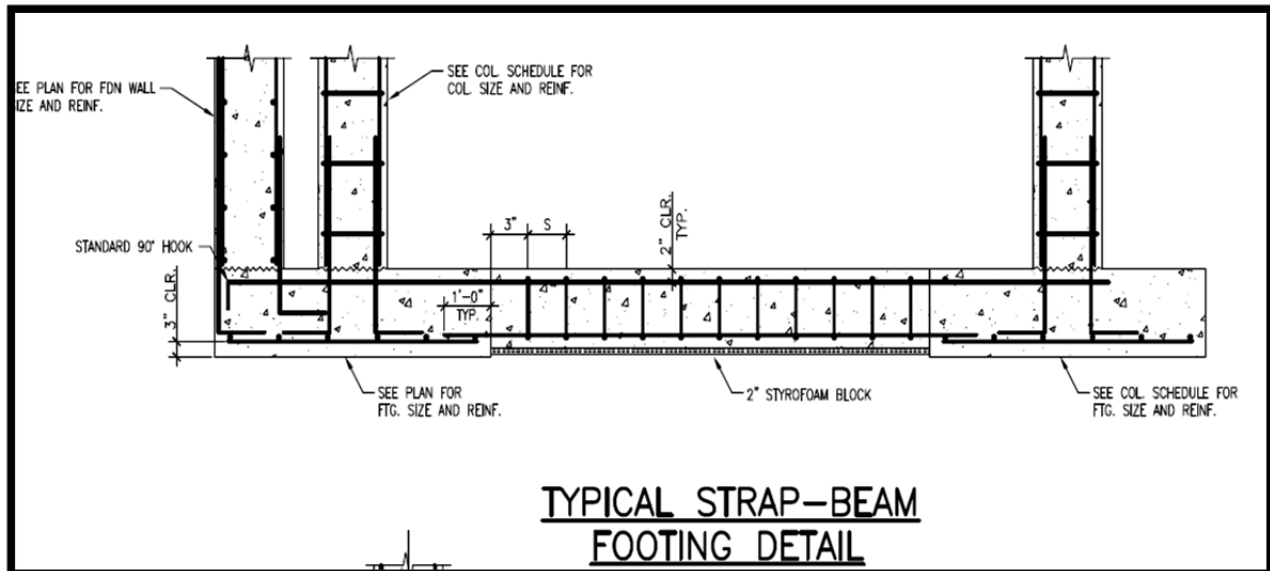 EE PLAN FOR FDN WALL
IZE AND REINF.
SEE COL. SCHEDULE FOR
COL. SIZE AND REINF.
3"
S
2" CLR.
TYP.
STANDARD 90° HOOK
1'-0"
TYP.
3" CLR.
SEE PLAN FOR
FTG. SIZE AND REINF.
2" STYROFOAM BLOCK
SEE COL. SCHEDULE FOR
FTG. SIZE AND REINF.
TYPICAL STRAP-BEAM
FOOTING DETAIL